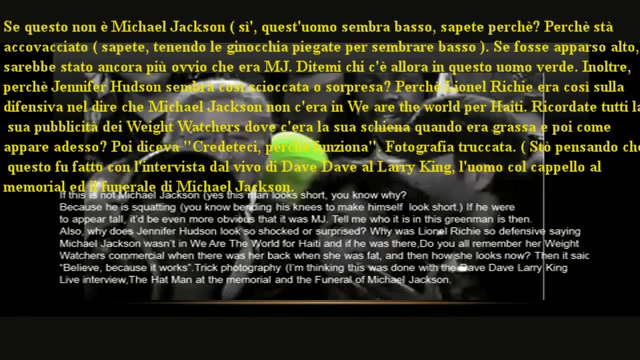 Se questo non è Michael Jackson ( si', quest'uomo sembra basso, sapete perchè? Perchè stà
accovacciato ( sapete, tenendo le ginocchia piegate per sembrare basso ). Se fosse apparso alto,
sarebbe stato ancora più ovvio che era MJ. Ditemi chi c'è allora in questo uomo verde. Inoltre,
perchè Jennifer Hudson sembra così scioccata o sorpresa? Perchè Lionel Richie era così sulla
difensiva nel dire che Michael Jackson non c'era in We are the world per Haiti. Ricordate tutti la
sua pubblicità dei Weight Watchers dove c'era la sua schiena quando era grassa e poi come
appare adesso? Poi diceva "Credeteci, perchè funziona". Fotografia truccata. ( Stò pensando che
questo fu fatto con l'intervista dal vivo di Dave Dave al Larry King, l'uomo col cappello al
memorial ed il funerale di Michael Jackson.
If this is not Michael Jackson (yes this man looks short, you know why?
Because he is squatting (you know bending his knees to make himself look short.) If he were
to appear tall, it'd be even more obvious that it was MJ, Tell me who it is in this greenman is then.
Also, why does Jennifer Hudson look so shocked or surprised? Why was Lionel Richie so defensive saying
Michael Jackson wasn't in We Are The World for Haiti and if he was there,Do you all remember her Weight
Watchers commercial when there was her back when she was fat, and then how she looks now? Then it said
"Believe, because it works".Trick photography (I'm thinking this was done with the Dave Dave Larry King
Live interview,The Hat Man at the memorial and the Funeral of Michael Jackson.